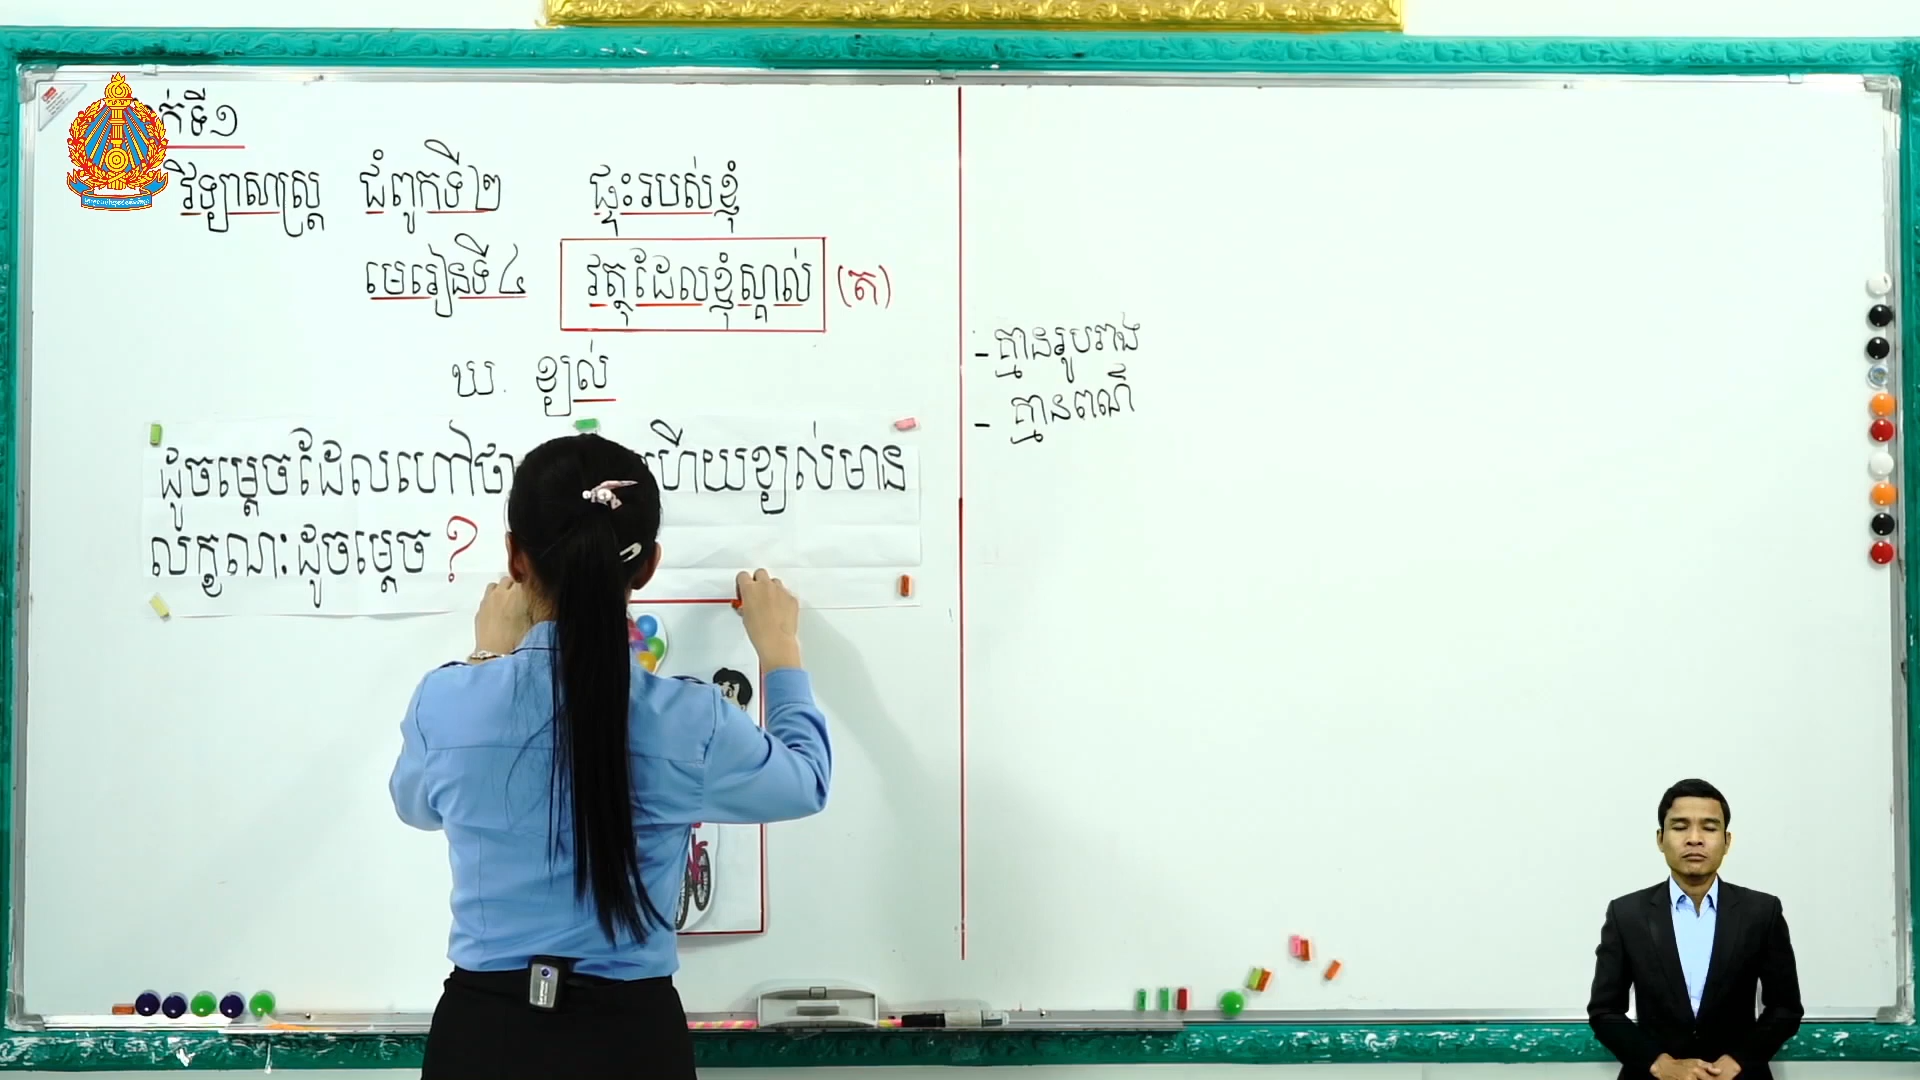 ក់ទី១
វិទ្យាសាស្ត្រ ជំពូកទី២ ផ្ទះរបស់ខ្ញុំ
មេរៀនទី៤ វត្ថុដែលខ្ញុំស្គាល់ (ត)
ឃ. ខ្យល់
ដូចម្ដេចដែលហៅថា ហើយខ្យល់មាន
លក្ខណៈដូចម្ដេច?
- គ្មានរូបរាង
- គ្មានពណ៌